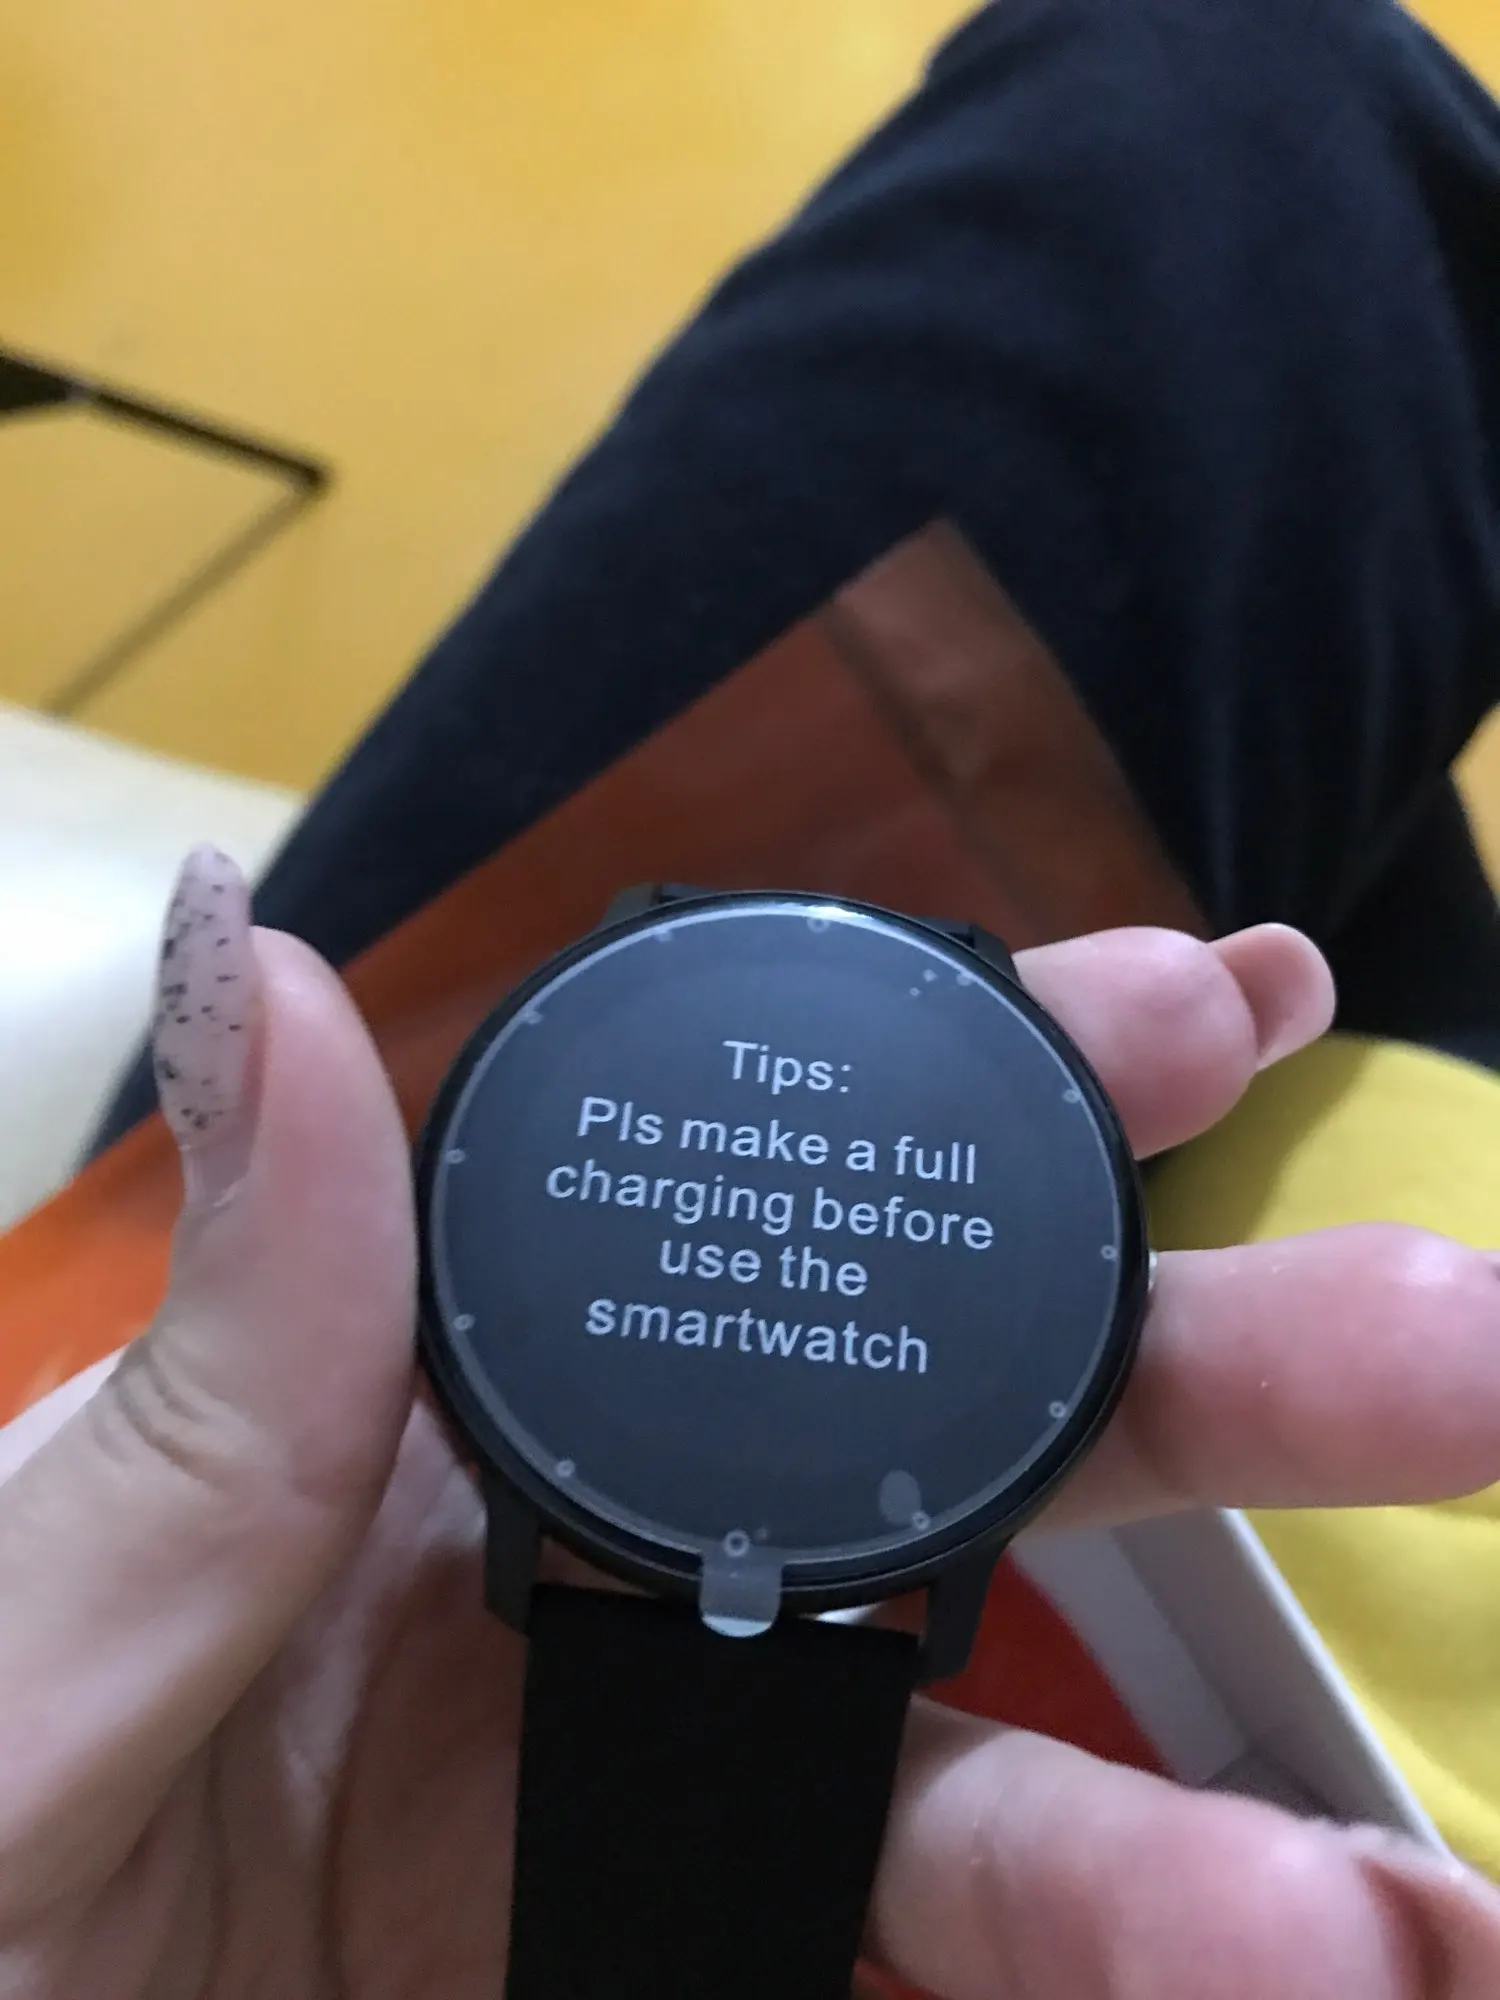 Tips:
Pls make a full
charging before
use the
smartwatch